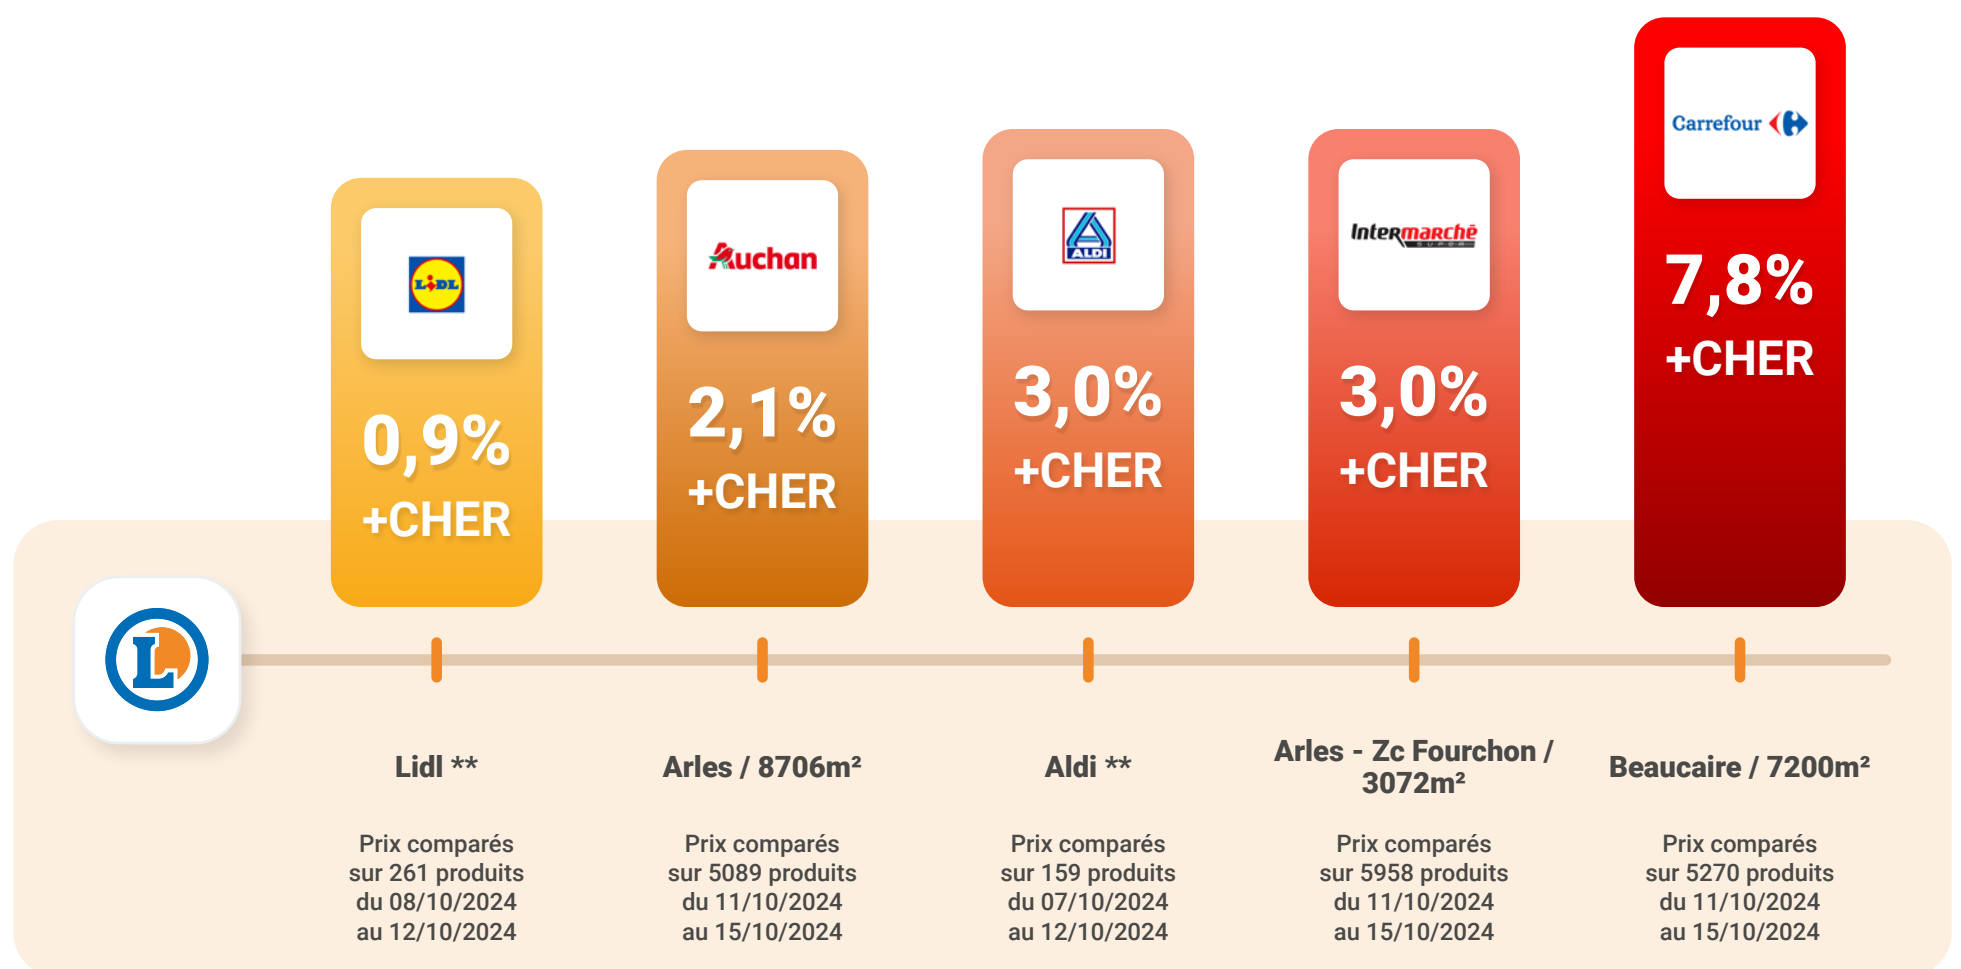 LIDL
0,9%
+CHER
Auchan
2,1%
+CHER
ALDI
3,0%
+CHER
Intermarchē
SUPER
3,0%
+CHER
Carrefour
7,8%
+CHER
L
Lidl **
Prix comparés
sur 261 produits
du 08/10/2024
au 12/10/2024
Arles / 8706m²
Prix comparés
sur 5089 produits
du 11/10/2024
au 15/10/2024
Aldi **
Prix comparés
sur 159 produits
du 07/10/2024
au 12/10/2024
Arles - Zc Fourchon /
3072m²
Prix comparés
sur 5958 produits
du 11/10/2024
au 15/10/2024
Beaucaire / 7200m²
Prix comparés
sur 5270 produits
du 11/10/2024
au 15/10/2024